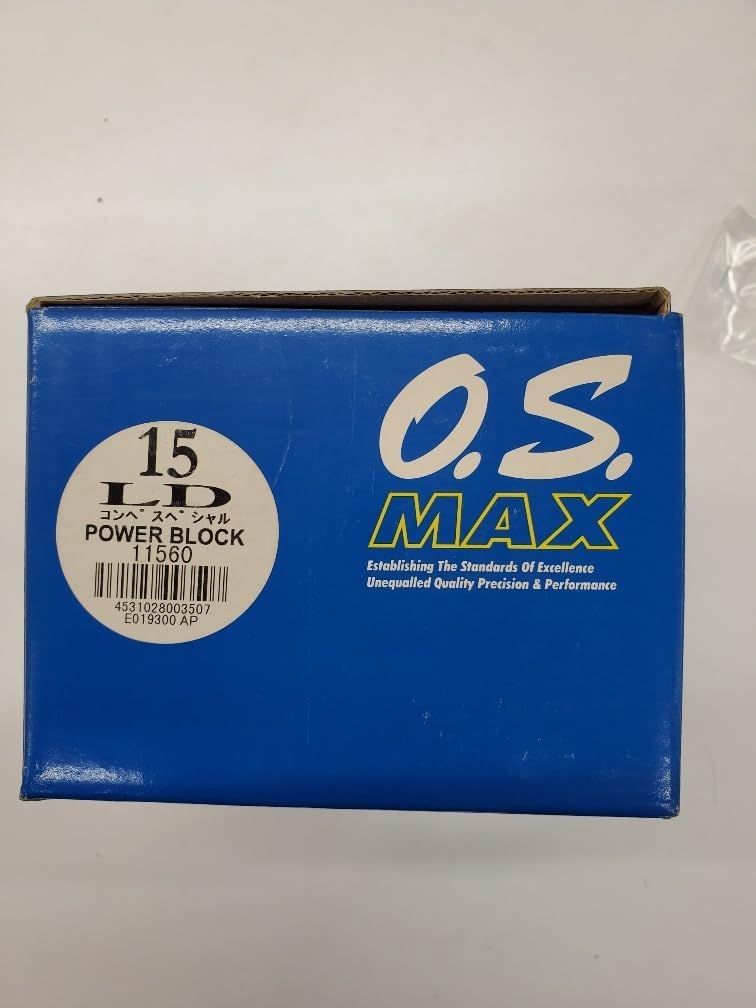 15
LD
コンペ スペシャル
POWER BLOCK
11560
4531028003507
E019300 AP
O.S.
MAX
Establishing The Standards Of Excellence
Unequalled Quality Precision & Performance